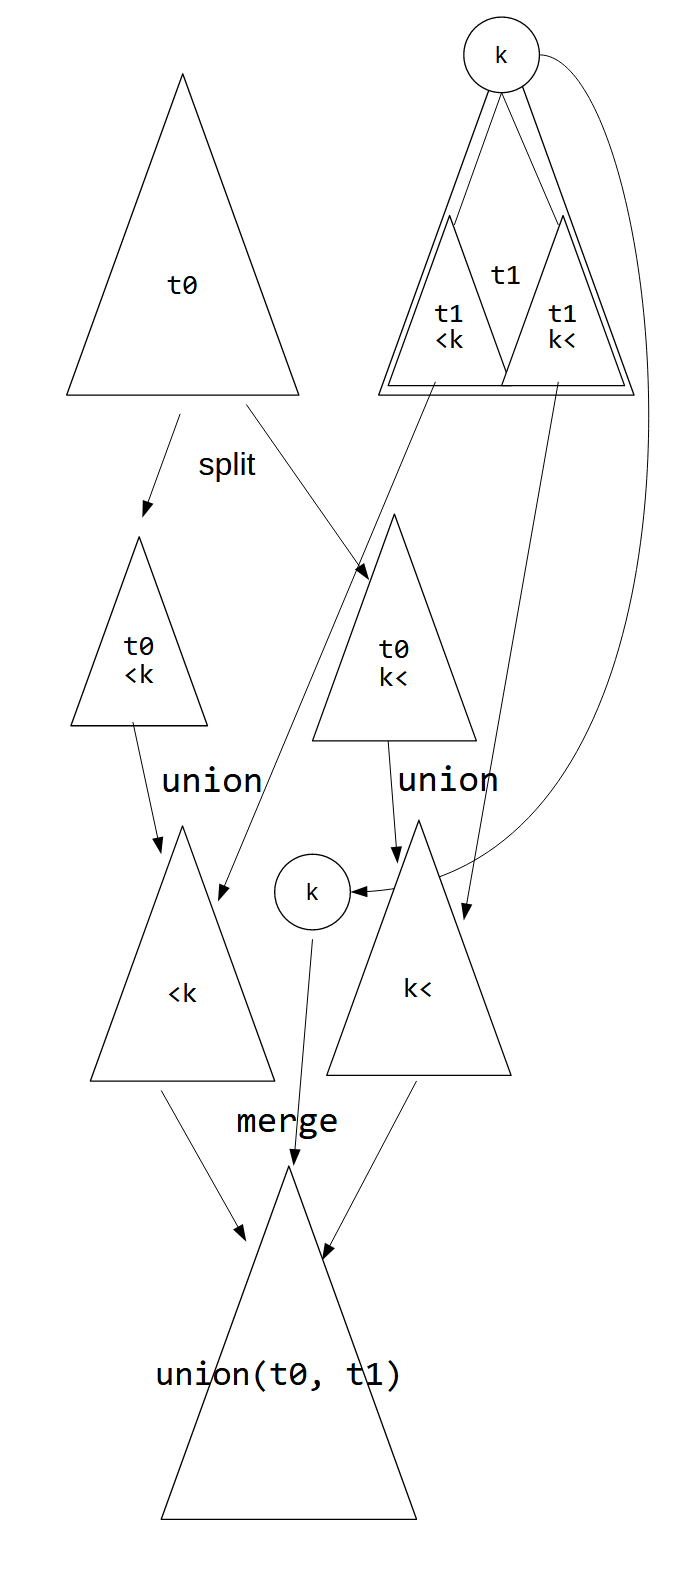 k
t0
t1
t1
<k
t1
k<
split
t0
<k
t0
k<
union
union
k
<k
k<
merge
union(t0, t1)